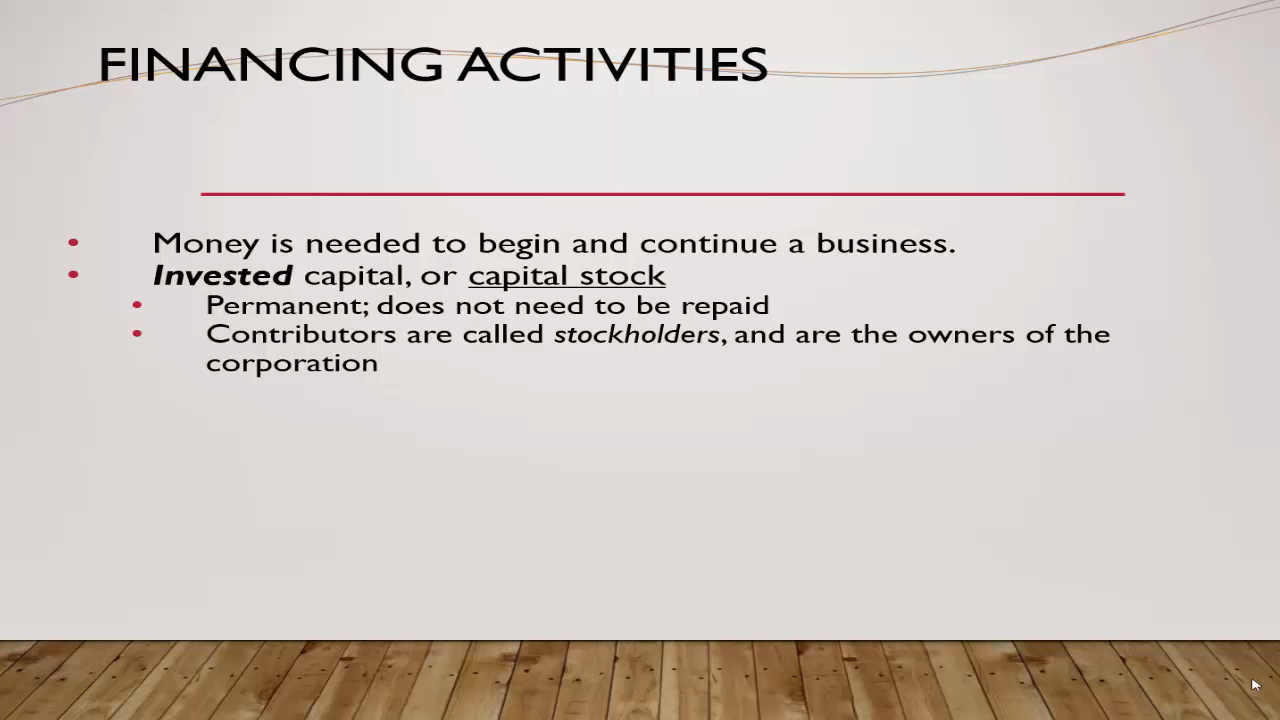 FINANCING ACTIVITIES
• Money is needed to begin and continue a business.
• Invested capital, or capital stock
• Permanent; does not need to be repaid
• Contributors are called stockholders, and are the owners of the
corporation